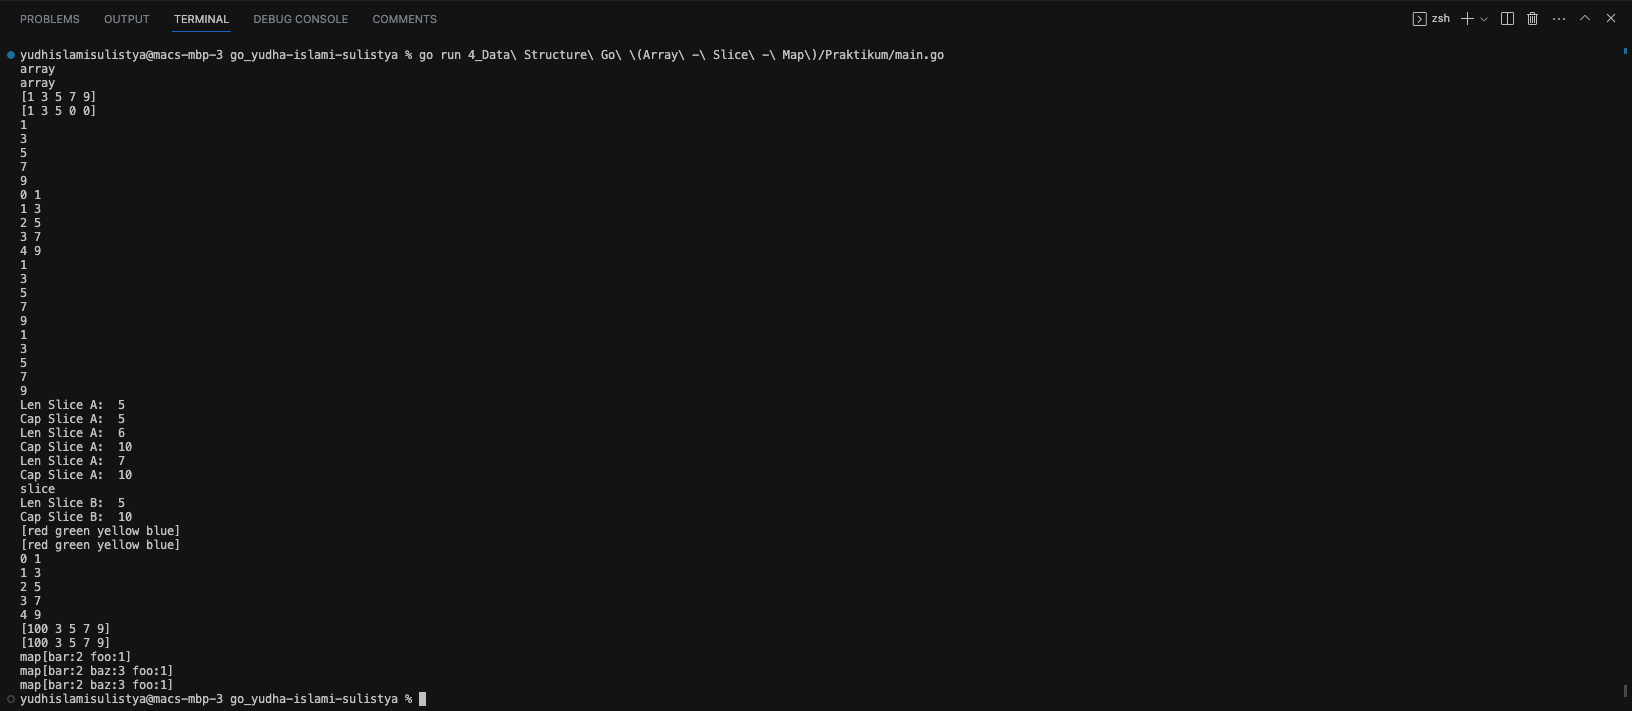 PROBLEMS OUTPUT TERMINAL DEBUG CONSOLE COMMENTS zsh
yudhislamisulistya@macs-mbp-3 go_yudha-islami-sulistya % go run 4_Data\ Structure\ Go\ \(Array\ -\ Slice\ -\ Map\)/Praktikum/main.go
array
array
[1 3 5 7 9]
[1 3 5 0 0]
1
3
5
7
9
0 1
1 3
2 5
3 7
4 9
1
3
5
7
9
1
3
5
7
9
Len Slice A:  5
Cap Slice A:  5
Len Slice A:  6
Cap Slice A:  10
Len Slice A:  7
Cap Slice A:  10
slice
Len Slice B:  5
Cap Slice B:  10
[red green yellow blue]
[red green yellow blue]
0 1
1 3
2 5
3 7
4 9
[100 3 5 7 9]
[100 3 5 7 9]
map[bar:2 foo:1]
map[bar:2 baz:3 foo:1]
map[bar:2 baz:3 foo:1]
yudhislamisulistya@macs-mbp-3 go_yudha-islami-sulistya %